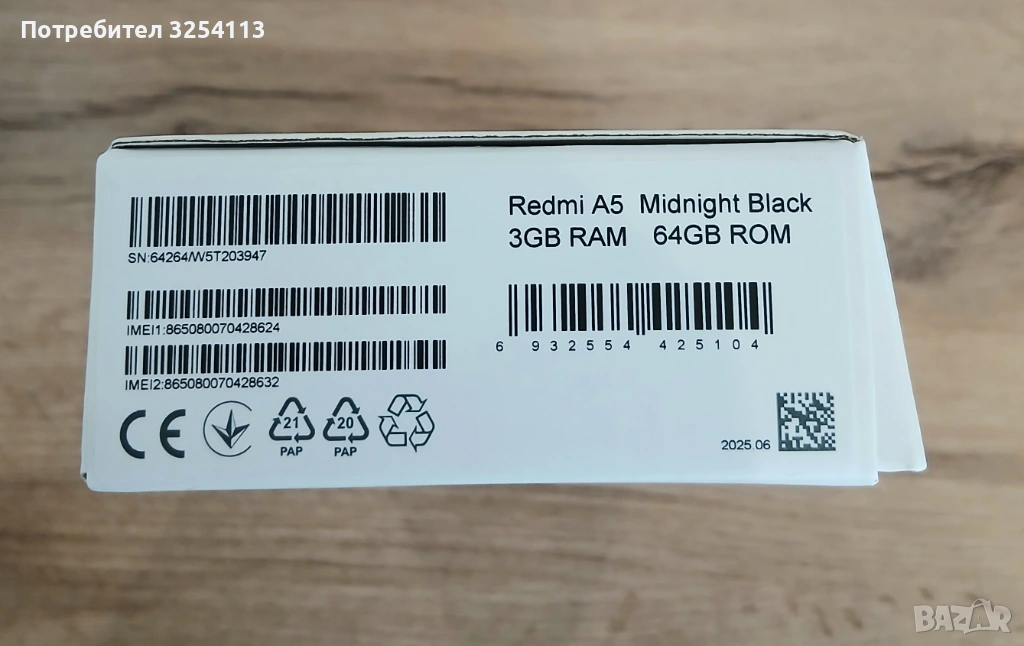 Потребител 3254113
Redmi A5 Midnight Black
3GB RAM 64GB ROM
SN:64264/W5T203947
IMEI1:865080070428624
IMEI2:865080070428632
6 932554 425104
CE
21
PAP
20
PAP
2025.06
BAZAR